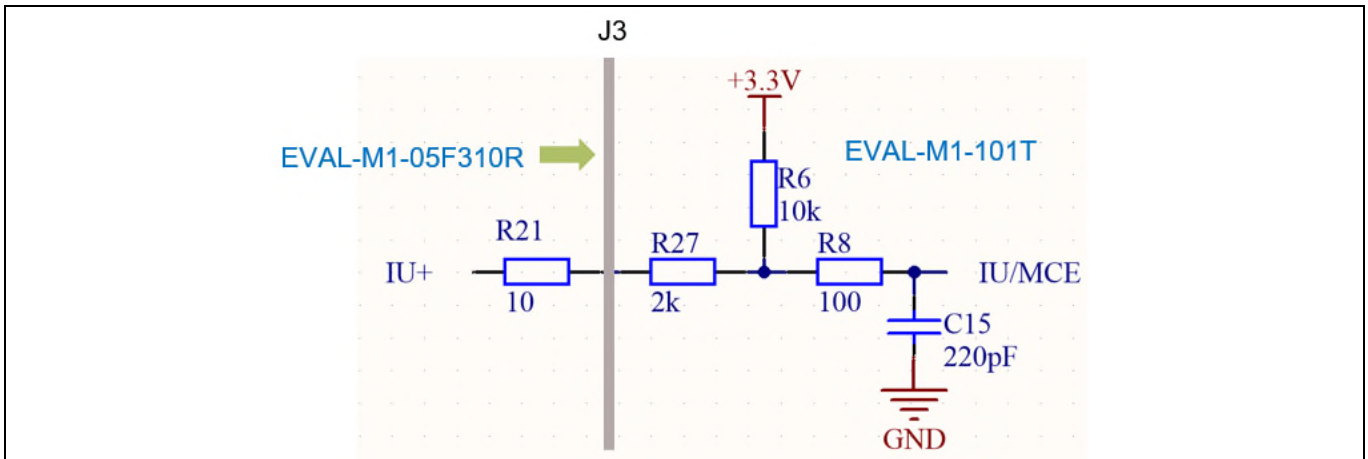 J3
+3.3V
EVAL-M1-05F310R
EVAL-M1-101T
R6
10k
R21
R27
R8
IU+
IU/MCE
10
2k
100
C15
220pF
GND